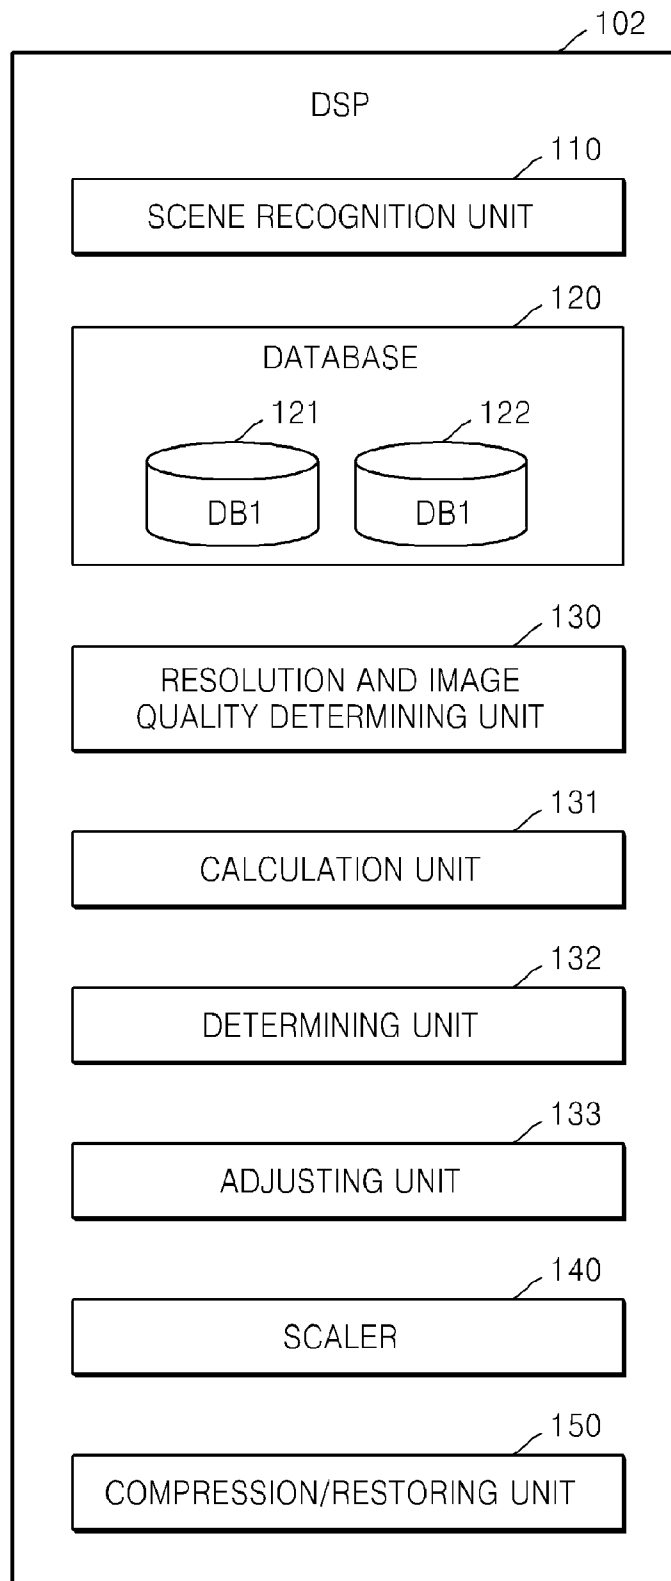 102
DSP
110
SCENE RECOGNITION UNIT
120
DATABASE
121 122
DB1 DB1
130
RESOLUTION AND IMAGE
QUALITY DETERMINING UNIT
131
CALCULATION UNIT
132
DETERMINING UNIT
133
ADJUSTING UNIT
140
SCALER
150
COMPRESSION/RESTORING UNIT